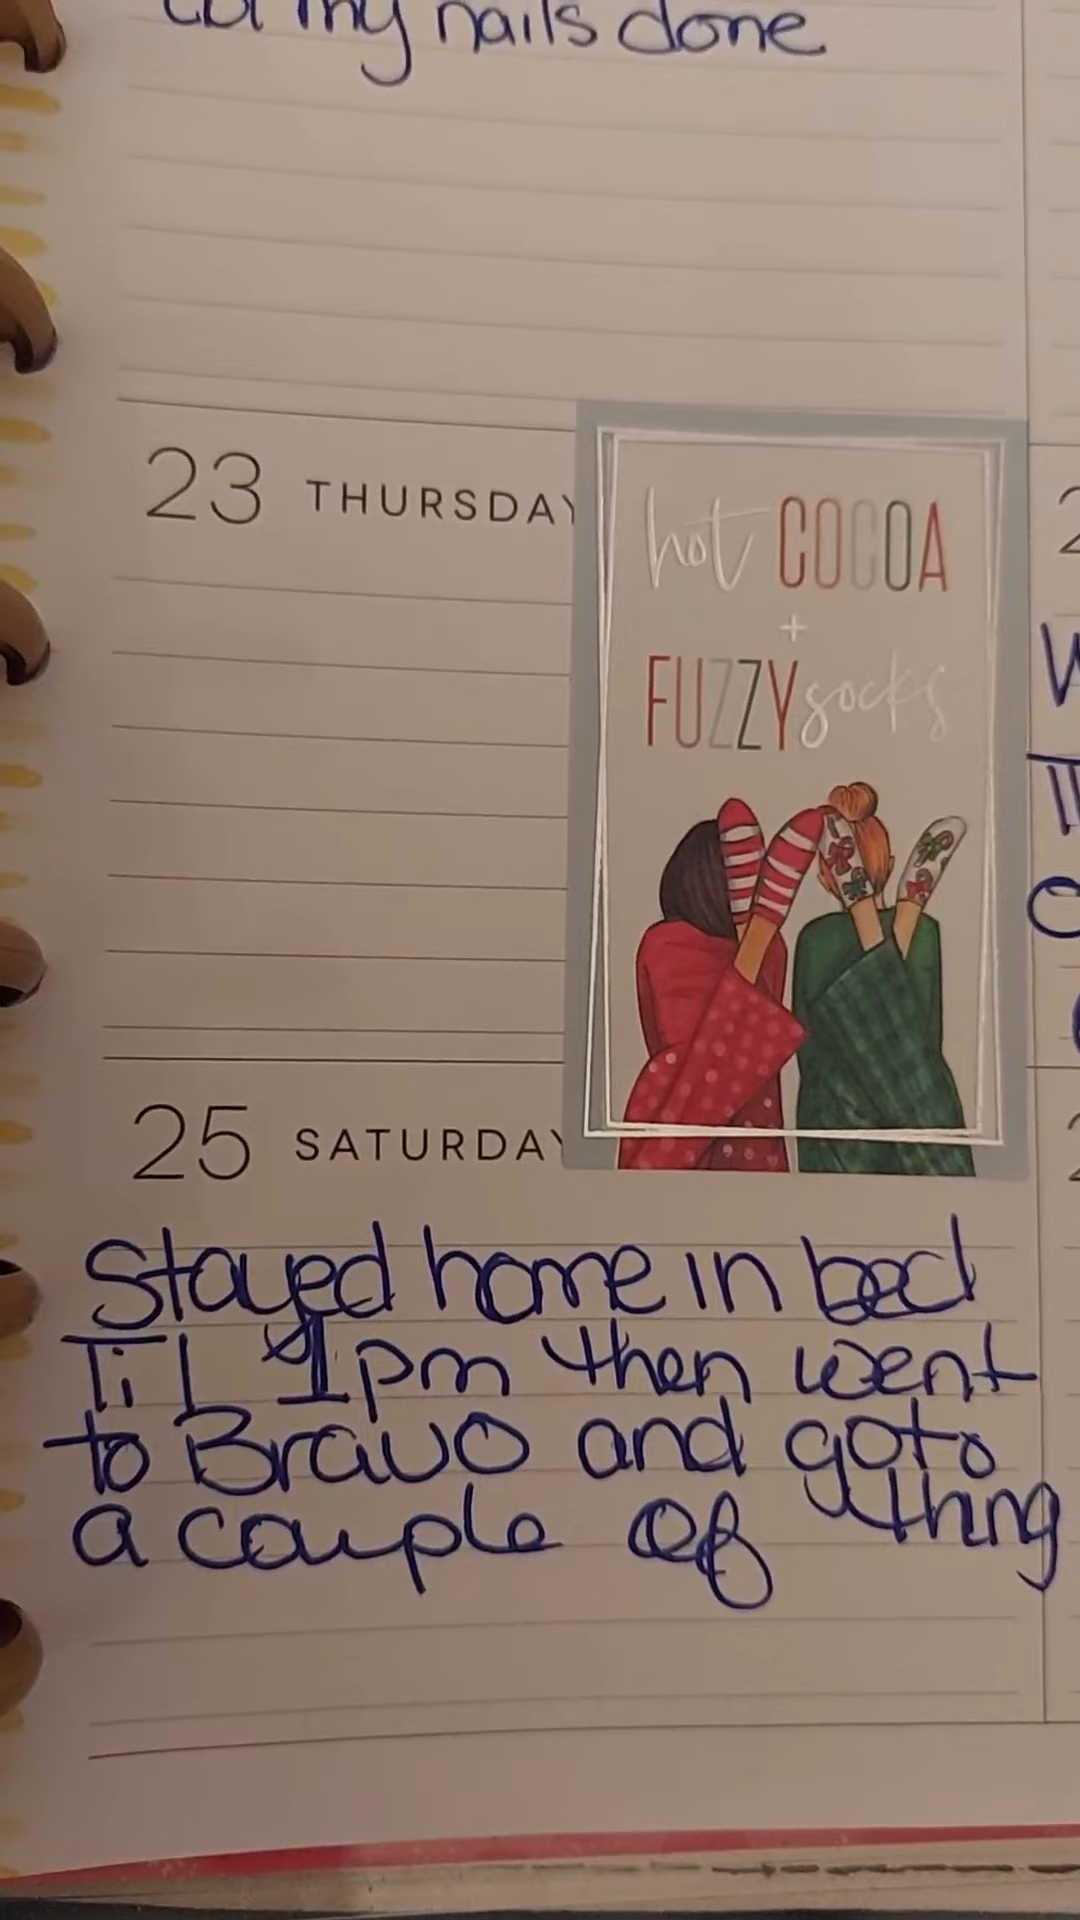 my nails done
23 THURSDAY
hot COCOA
+
FUZZY socks
25 SATURDAY
Stayed home in bed
Til 1pm then went
to Bravo and goto
a couple of thing